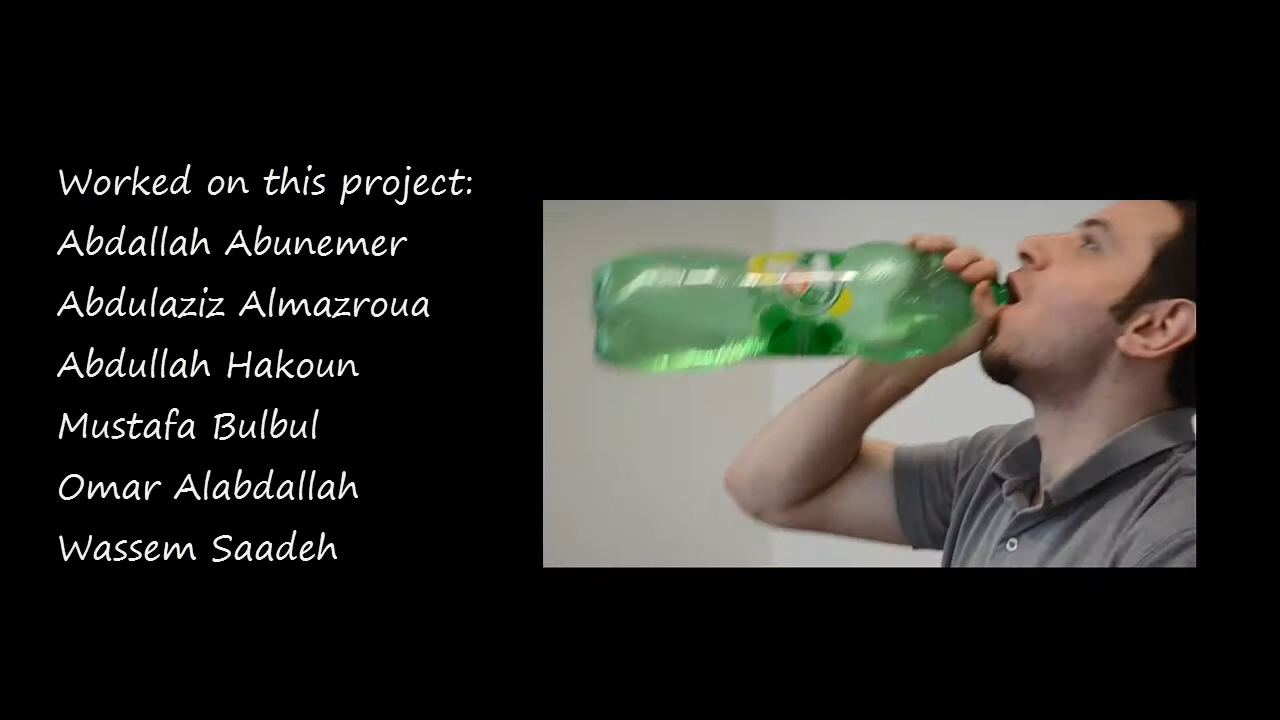 Worked on this project:
Abdallah Abunemer
Abdulaziz Almazroua
Abdullah Hakoun
Mustafa Bulbul
Omar Alabdallah
Wassem Saadeh